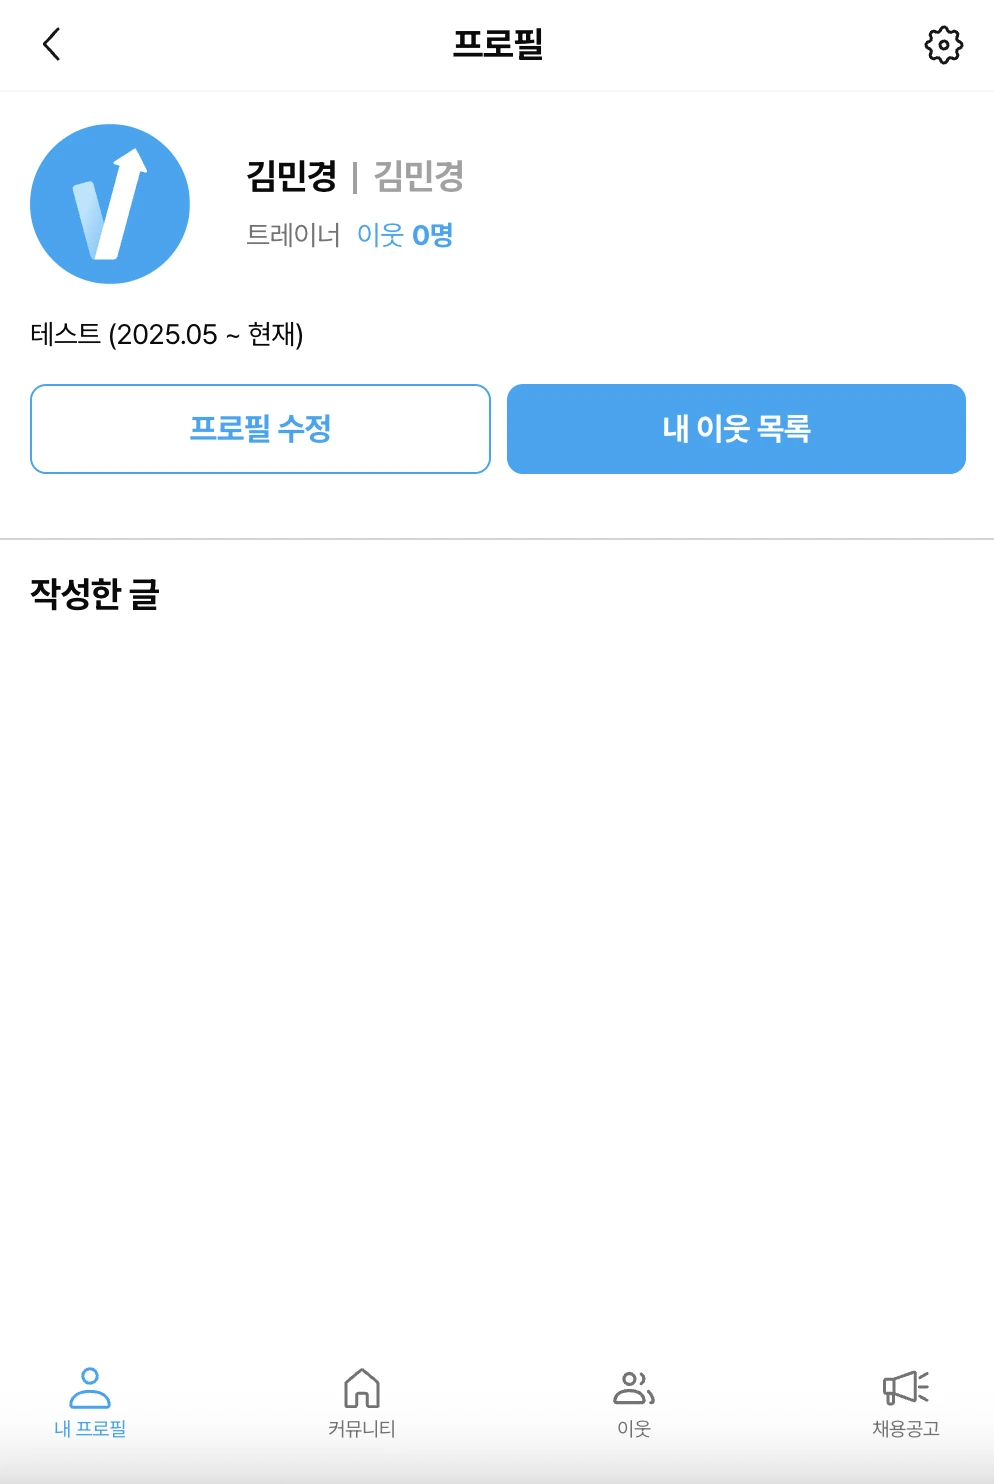 프로필
김민경 | 김민경
트레이너 이웃 0명
테스트 (2025.05 ~ 현재)
프로필 수정 내 이웃 목록
작성한 글
내 프로필 커뮤니티 이웃 채용공고